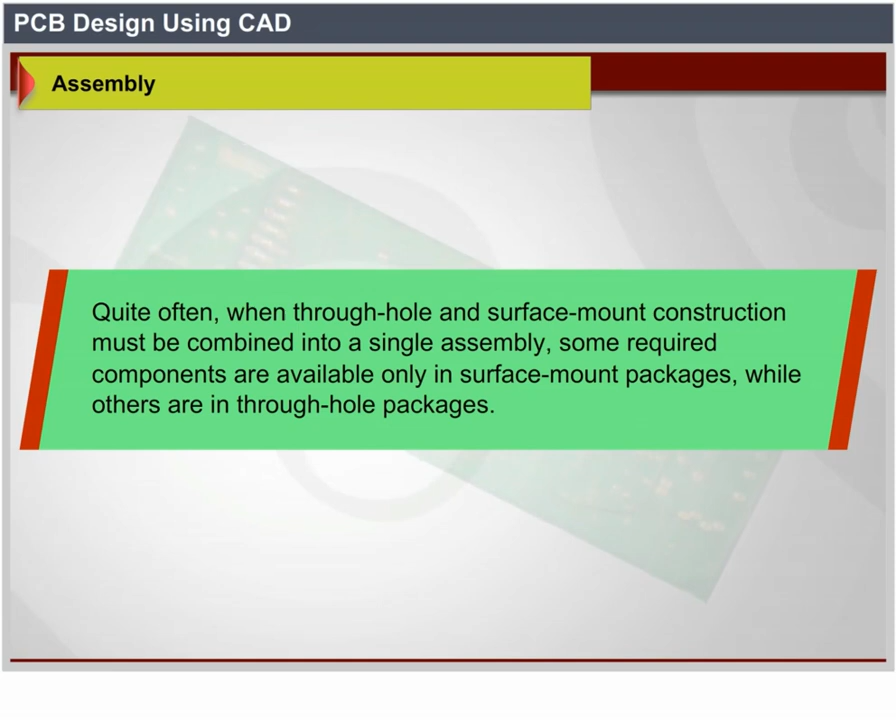 PCB Design Using CAD
Assembly
Quite often, when through-hole and surface-mount construction
must be combined into a single assembly, some required
components are available only in surface-mount packages, while
others are in through-hole packages.